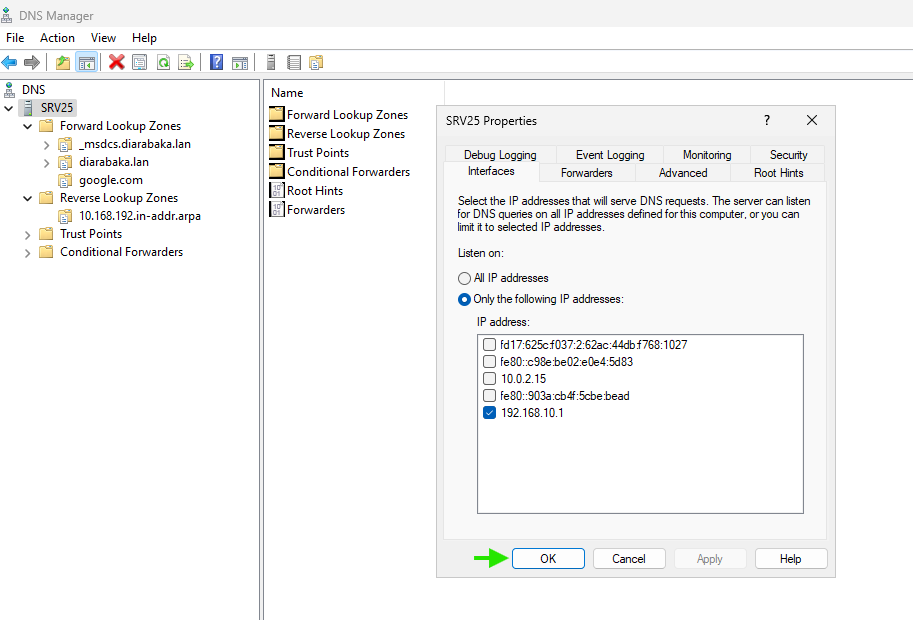 DNS Manager
File Action View Help
DNS
SRV25
Forward Lookup Zones
_msdcs.diarabaka.lan
diarabaka.lan
google.com
Reverse Lookup Zones
10.168.192.in-addr.arpa
Trust Points
Conditional Forwarders
Name
Forward Lookup Zones
Reverse Lookup Zones
Trust Points
Conditional Forwarders
Root Hints
Forwarders
SRV25 Properties
Debug Logging Event Logging Monitoring Security
Interfaces Forwarders Advanced Root Hints
Select the IP addresses that will serve DNS requests. The server can listen
for DNS queries on all IP addresses defined for this computer, or you can
limit it to selected IP addresses.
Listen on:
All IP addresses
Only the following IP addresses:
IP address:
fd17:625c:f037:2:62ac:44db:f768:1027
fe80::c98e:be02:e0e4:5d83
10.0.2.15
fe80::903a:cb4f:5cbe:bead
192.168.10.1
OK Cancel Apply Help